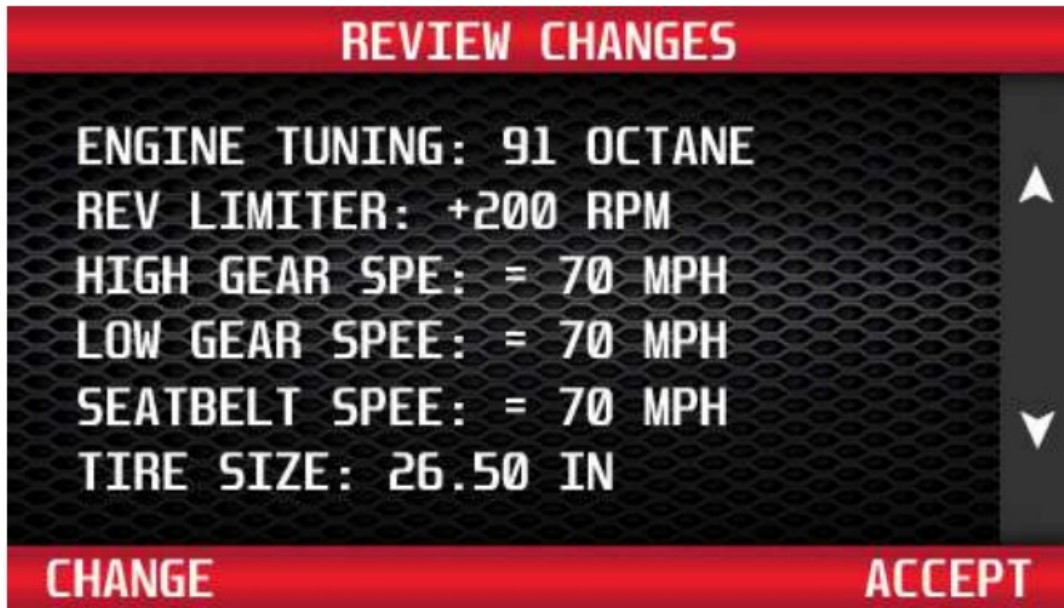 REVIEW CHANGES
ENGINE TUNING: 91 OCTANE
REV LIMITER: +200 RPM
HIGH GEAR SPE: = 70 MPH
LOW GEAR SPEE: = 70 MPH
SEATBELT SPEE: = 70 MPH
TIRE SIZE: 26.50 IN
CHANGE ACCEPT